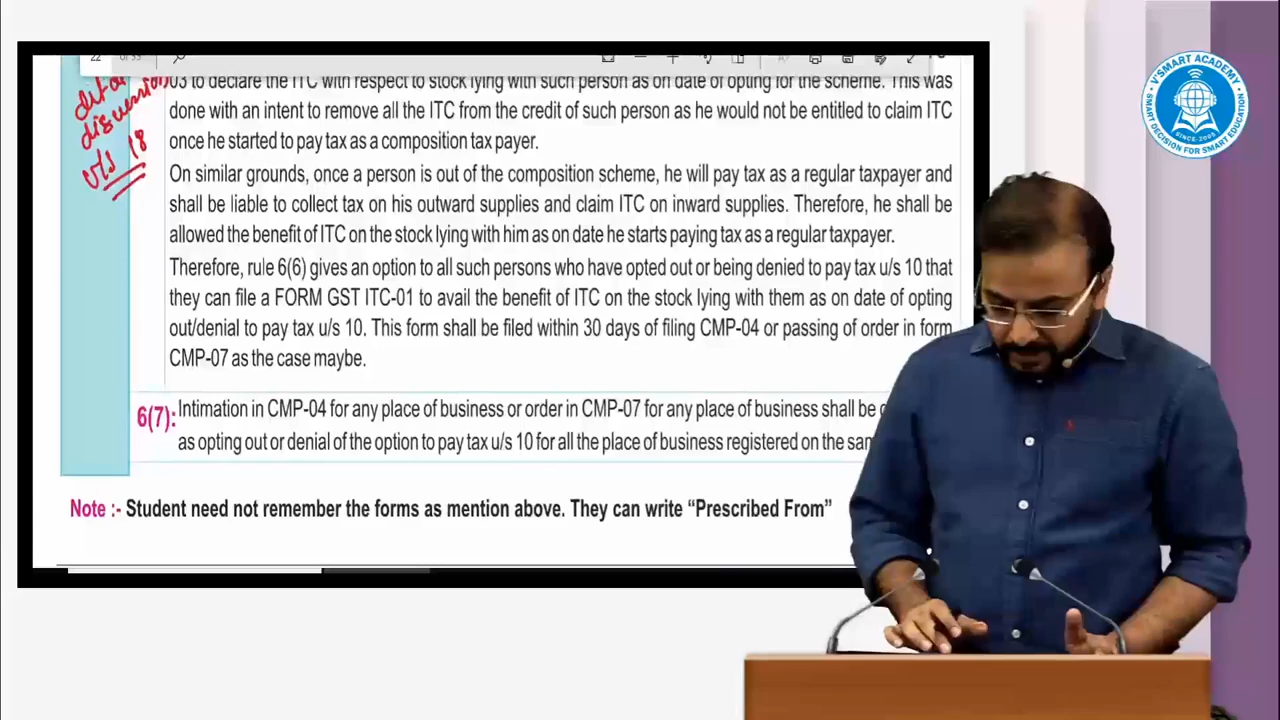 22 of 55
03 to declare the ITC with respect to stock lying with such person as on date of opting for the scheme. This was
done with an intent to remove all the ITC from the credit of such person as he would not be entitled to claim ITC
once he started to pay tax as a composition tax payer.
discussion
u/s 18
On similar grounds, once a person is out of the composition scheme, he will pay tax as a regular taxpayer and
shall be liable to collect tax on his outward supplies and claim ITC on inward supplies. Therefore, he shall be
allowed the benefit of ITC on the stock lying with him as on date he starts paying tax as a regular taxpayer.
Therefore, rule 6(6) gives an option to all such persons who have opted out or being denied to pay tax u/s 10 that
they can file a FORM GST ITC-01 to avail the benefit of ITC on the stock lying with them as on date of opting
out/denial to pay tax u/s 10. This form shall be filed within 30 days of filing CMP-04 or passing of order in form
CMP-07 as the case maybe.
6(7): Intimation in CMP-04 for any place of business or order in CMP-07 for any place of business shall be
as opting out or denial of the option to pay tax u/s 10 for all the place of business registered on the
Note :- Student need not remember the forms as mention above. They can write “Prescribed From”
V'SMART ACADEMY
SINCE-2005
SMART DECISION FOR SMART EDUCATION